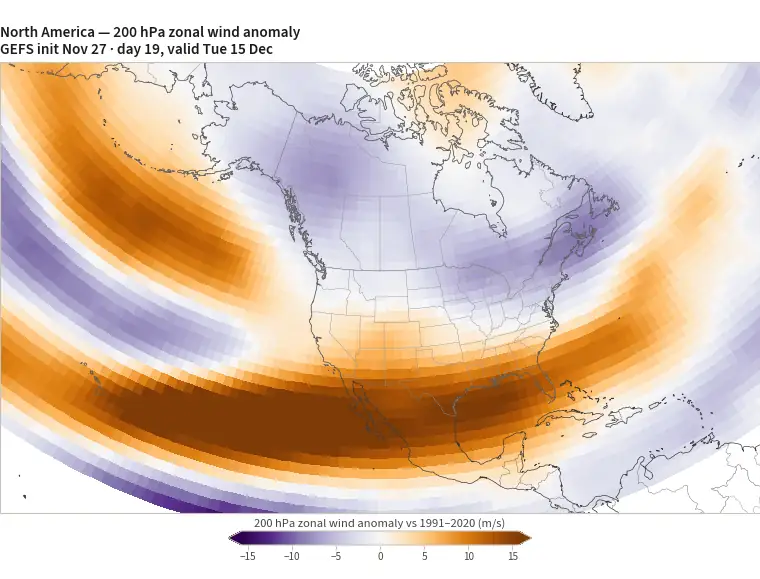 North America — 200 hPa zonal wind anomaly
GEFS init Nov 27 · day 19, valid Tue 15 Dec
200 hPa zonal wind anomaly vs 1991–2020 (m/s)
−15 −10 −5 0 5 10 15